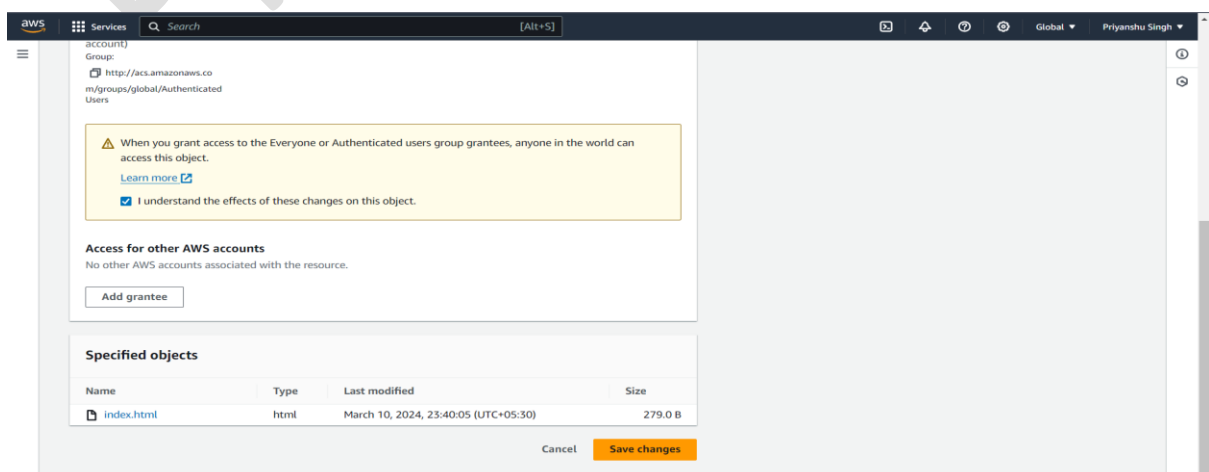 aws
Services
Search
[Alt+S]
Global
Priyanshu Singh
account)
Group:
http://acs.amazonaws.co
m/groups/global/Authenticated
Users
When you grant access to the Everyone or Authenticated users group grantees, anyone in the world can
access this object.
Learn more
I understand the effects of these changes on this object.
Access for other AWS accounts
No other AWS accounts associated with the resource.
Add grantee
Specified objects
Name Type Last modified Size
index.html html March 10, 2024, 23:40:05 (UTC+05:30) 279.0 B
Cancel Save changes